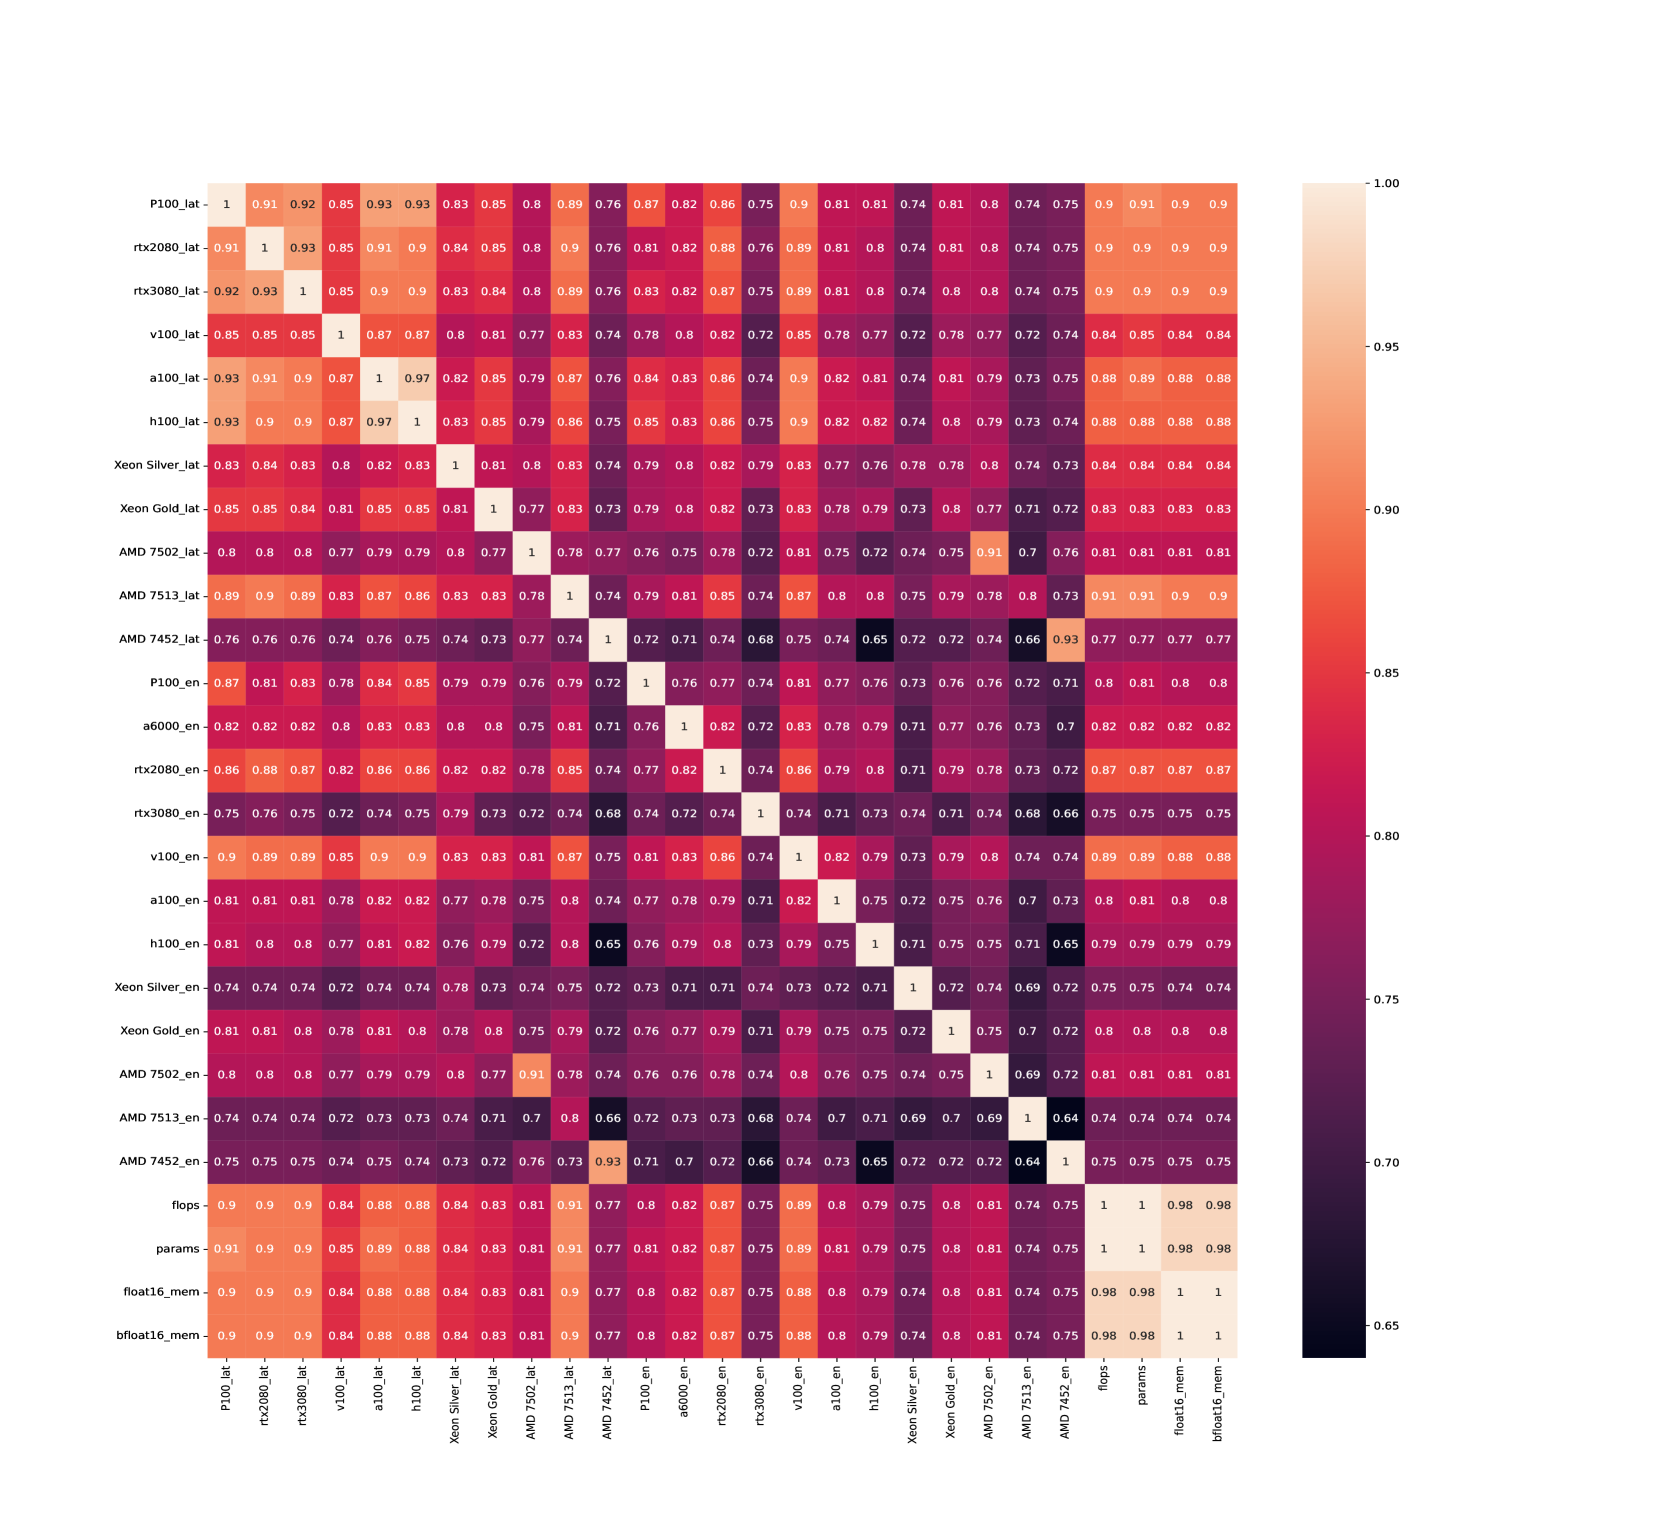 P100_lat 1 0.91 0.92 0.85 0.93 0.93 0.83 0.85 0.8 0.89 0.76 0.87 0.82 0.86 0.75 0.9 0.81 0.81 0.74 0.81 0.8 0.74 0.75 0.9 0.91 0.9 0.9
rtx2080_lat 0.91 1 0.93 0.85 0.91 0.9 0.84 0.85 0.8 0.9 0.76 0.81 0.82 0.88 0.76 0.89 0.81 0.8 0.74 0.81 0.8 0.74 0.75 0.9 0.9 0.9 0.9
rtx3080_lat 0.92 0.93 1 0.85 0.9 0.9 0.83 0.84 0.8 0.89 0.76 0.83 0.82 0.87 0.75 0.89 0.81 0.8 0.74 0.8 0.8 0.74 0.75 0.9 0.9 0.9 0.9
v100_lat 0.85 0.85 0.85 1 0.87 0.87 0.8 0.81 0.77 0.83 0.74 0.78 0.8 0.82 0.72 0.85 0.78 0.77 0.72 0.78 0.77 0.72 0.74 0.84 0.85 0.84 0.84
a100_lat 0.93 0.91 0.9 0.87 1 0.97 0.82 0.85 0.79 0.87 0.76 0.84 0.83 0.86 0.74 0.9 0.82 0.81 0.74 0.81 0.79 0.73 0.75 0.88 0.89 0.88 0.88
h100_lat 0.93 0.9 0.9 0.87 0.97 1 0.83 0.85 0.79 0.86 0.75 0.85 0.83 0.86 0.75 0.9 0.82 0.82 0.74 0.8 0.79 0.73 0.74 0.88 0.88 0.88 0.88
Xeon Silver_lat 0.83 0.84 0.83 0.8 0.82 0.83 1 0.81 0.8 0.83 0.74 0.79 0.8 0.82 0.79 0.83 0.77 0.76 0.78 0.78 0.8 0.74 0.73 0.84 0.84 0.84 0.84
Xeon Gold_lat 0.85 0.85 0.84 0.81 0.85 0.85 0.81 1 0.77 0.83 0.73 0.79 0.8 0.82 0.73 0.83 0.78 0.79 0.73 0.8 0.77 0.71 0.72 0.83 0.83 0.83 0.83
AMD 7502_lat 0.8 0.8 0.8 0.77 0.79 0.79 0.8 0.77 1 0.78 0.77 0.76 0.75 0.78 0.72 0.81 0.75 0.72 0.74 0.75 0.91 0.7 0.76 0.81 0.81 0.81 0.81
AMD 7513_lat 0.89 0.9 0.89 0.83 0.87 0.86 0.83 0.83 0.78 1 0.74 0.79 0.81 0.85 0.74 0.87 0.8 0.8 0.75 0.79 0.78 0.8 0.73 0.91 0.91 0.9 0.9
AMD 7452_lat 0.76 0.76 0.76 0.74 0.76 0.75 0.74 0.73 0.77 0.74 1 0.72 0.71 0.74 0.68 0.75 0.74 0.65 0.72 0.72 0.74 0.66 0.93 0.77 0.77 0.77 0.77
P100_en 0.87 0.81 0.83 0.78 0.84 0.85 0.79 0.79 0.76 0.79 0.72 1 0.76 0.77 0.74 0.81 0.77 0.76 0.73 0.76 0.76 0.72 0.71 0.8 0.81 0.8 0.8
a6000_en 0.82 0.82 0.82 0.8 0.83 0.83 0.8 0.8 0.75 0.81 0.71 0.76 1 0.82 0.72 0.83 0.78 0.79 0.71 0.77 0.76 0.73 0.7 0.82 0.82 0.82 0.82
rtx2080_en 0.86 0.88 0.87 0.82 0.86 0.86 0.82 0.82 0.78 0.85 0.74 0.77 0.82 1 0.74 0.86 0.79 0.8 0.71 0.79 0.78 0.73 0.72 0.87 0.87 0.87 0.87
rtx3080_en 0.75 0.76 0.75 0.72 0.74 0.75 0.79 0.73 0.72 0.74 0.68 0.74 0.72 0.74 1 0.74 0.71 0.73 0.74 0.71 0.74 0.68 0.66 0.75 0.75 0.75 0.75
v100_en 0.9 0.89 0.89 0.85 0.9 0.9 0.83 0.83 0.81 0.87 0.75 0.81 0.83 0.86 0.74 1 0.82 0.79 0.73 0.79 0.8 0.74 0.74 0.89 0.89 0.88 0.88
a100_en 0.81 0.81 0.81 0.78 0.82 0.82 0.77 0.78 0.75 0.8 0.74 0.77 0.78 0.79 0.71 0.82 1 0.75 0.72 0.75 0.76 0.7 0.73 0.8 0.81 0.8 0.8
h100_en 0.81 0.8 0.8 0.77 0.81 0.82 0.76 0.79 0.72 0.8 0.65 0.76 0.79 0.8 0.73 0.79 0.75 1 0.71 0.75 0.75 0.71 0.65 0.79 0.79 0.79 0.79
Xeon Silver_en 0.74 0.74 0.74 0.72 0.74 0.74 0.78 0.73 0.74 0.75 0.72 0.73 0.71 0.71 0.74 0.73 0.72 0.71 1 0.72 0.74 0.69 0.72 0.75 0.75 0.74 0.74
Xeon Gold_en 0.81 0.81 0.8 0.78 0.81 0.8 0.78 0.8 0.75 0.79 0.72 0.76 0.77 0.79 0.71 0.79 0.75 0.75 0.72 1 0.75 0.7 0.72 0.8 0.8 0.8 0.8
AMD 7502_en 0.8 0.8 0.8 0.77 0.79 0.79 0.8 0.77 0.91 0.78 0.74 0.76 0.76 0.78 0.74 0.8 0.76 0.75 0.74 0.75 1 0.69 0.72 0.81 0.81 0.81 0.81
AMD 7513_en 0.74 0.74 0.74 0.72 0.73 0.73 0.74 0.71 0.7 0.8 0.66 0.72 0.73 0.73 0.68 0.74 0.7 0.71 0.69 0.7 0.69 1 0.64 0.74 0.74 0.74 0.74
AMD 7452_en 0.75 0.75 0.75 0.74 0.75 0.74 0.73 0.72 0.76 0.73 0.93 0.71 0.7 0.72 0.66 0.74 0.73 0.65 0.72 0.72 0.72 0.64 1 0.75 0.75 0.75 0.75
flops 0.9 0.9 0.9 0.84 0.88 0.88 0.84 0.83 0.81 0.91 0.77 0.8 0.82 0.87 0.75 0.89 0.8 0.79 0.75 0.8 0.81 0.74 0.75 1 1 0.98 0.98
params 0.91 0.9 0.9 0.85 0.89 0.88 0.84 0.83 0.81 0.91 0.77 0.81 0.82 0.87 0.75 0.89 0.81 0.79 0.75 0.8 0.81 0.74 0.75 1 1 0.98 0.98
float16_mem 0.9 0.9 0.9 0.84 0.88 0.88 0.84 0.83 0.81 0.9 0.77 0.8 0.82 0.87 0.75 0.88 0.8 0.79 0.74 0.8 0.81 0.74 0.75 0.98 0.98 1 1
bfloat16_mem 0.9 0.9 0.9 0.84 0.88 0.88 0.84 0.83 0.81 0.9 0.77 0.8 0.82 0.87 0.75 0.88 0.8 0.79 0.74 0.8 0.81 0.74 0.75 0.98 0.98 1 1
P100_lat
rtx2080_lat
rtx3080_lat
v100_lat
a100_lat
h100_lat
Xeon Silver_lat
Xeon Gold_lat
AMD 7502_lat
AMD 7513_lat
AMD 7452_lat
P100_en
a6000_en
rtx2080_en
rtx3080_en
v100_en
a100_en
h100_en
Xeon Silver_en
Xeon Gold_en
AMD 7502_en
AMD 7513_en
AMD 7452_en
flops
params
float16_mem
bfloat16_mem
1.00
0.95
0.90
0.85
0.80
0.75
0.70
0.65